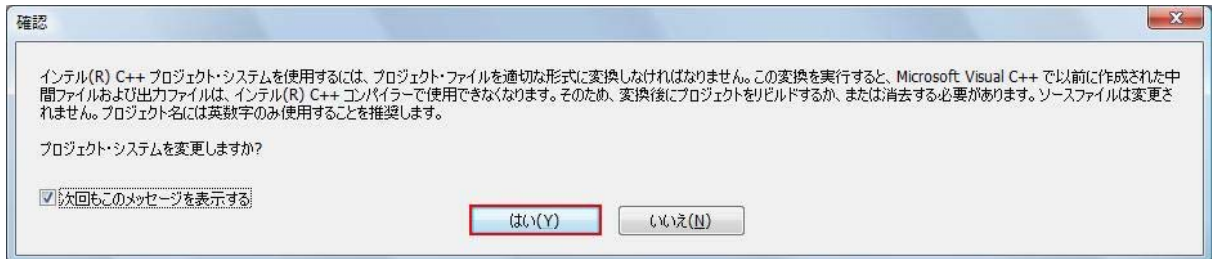 確認
インテル(R) C++ プロジェクト・システムを使用するには、プロジェクト・ファイルを適切な形式に変換しなければなりません。この変換を実行すると、Microsoft Visual C++ で以前に作成された中
間ファイルおよび出力ファイルは、インテル(R) C++ コンパイラーで使用できなくなります。そのため、変換後にプロジェクトをリビルドするか、または消去する必要があります。ソースファイルは変更さ
れません。プロジェクト名には英数字のみ使用することを推奨します。
プロジェクト・システムを変更しますか?
次回もこのメッセージを表示する
はい(Y)
いいえ(N)